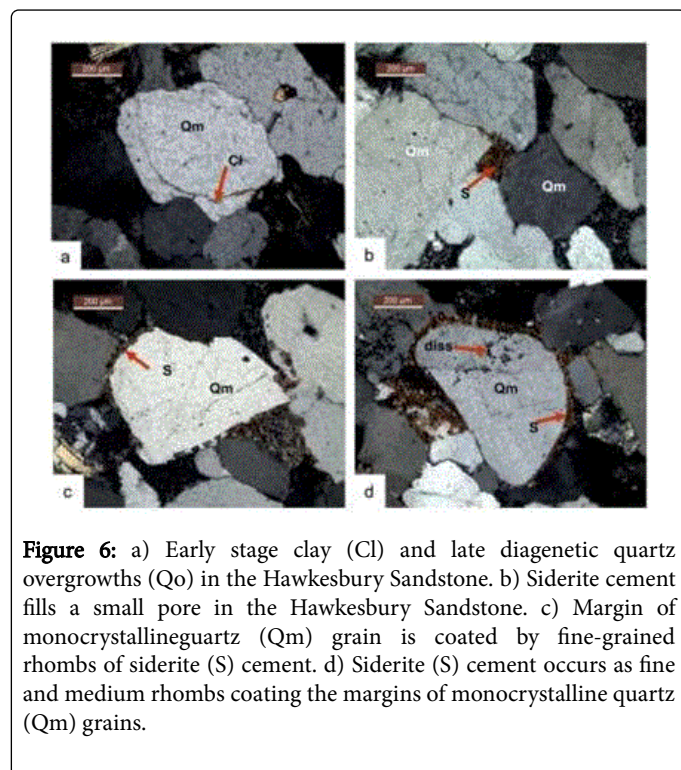 200 µm
Qm
Cl
a
200 µm
Qm
S
Qm
b
200 µm
S
Qm
c
200 µm
diss
Qm
S
d
Figure 6: a) Early stage clay (Cl) and late diagenetic quartz
overgrowths (Qo) in the Hawkesbury Sandstone. b) Siderite cement
fills a small pore in the Hawkesbury Sandstone. c) Margin of
monocrystallineguartz (Qm) grain is coated by fine-grained
rhombs of siderite (S) cement. d) Siderite (S) cement occurs as fine
and medium rhombs coating the margins of monocrystalline quartz
(Qm) grains.